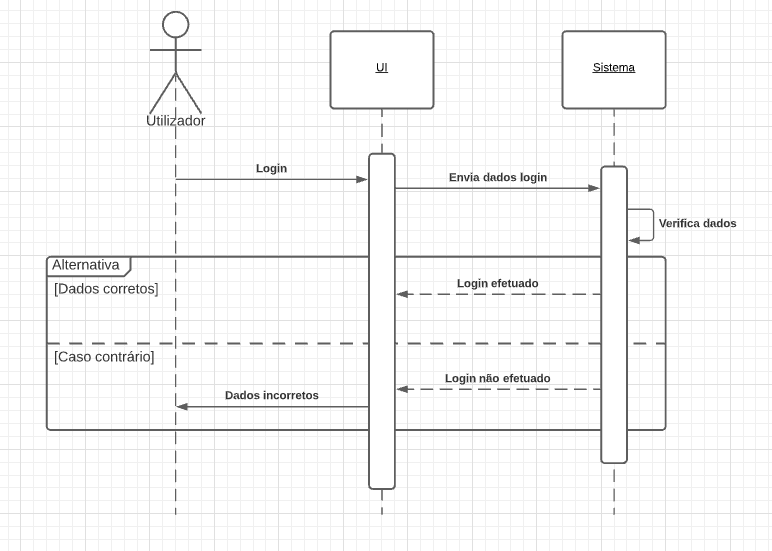 UI
Sistema
Utilizador
Login
Envia dados login
Verifica dados
Alternativa
[Dados corretos]
Login efetuado
[Caso contrário]
Login não efetuado
Dados incorretos